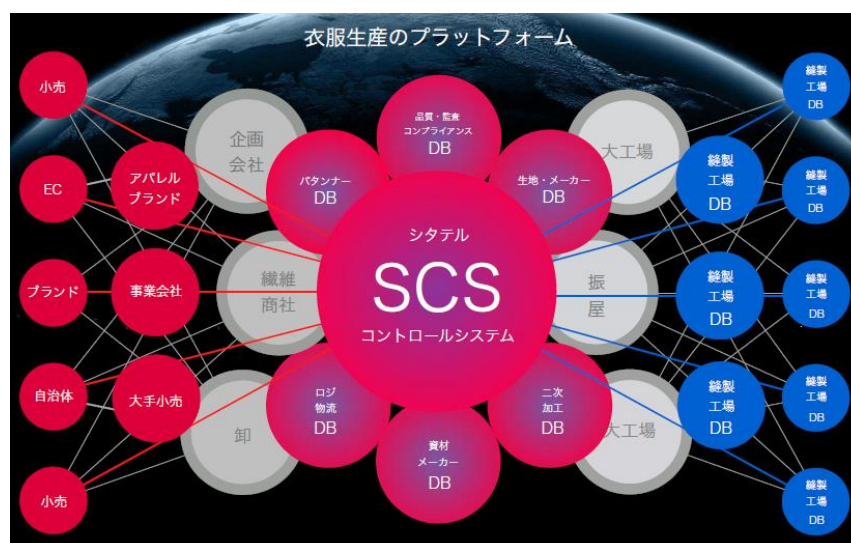 衣服生産のプラットフォーム
小売
EC
ブランド
自治体
小売
アパレル
ブランド
事業会社
大手小売
企画
会社
繊維
商社
卸
パタンナー
DB
品質・監査
コンプライアンス
DB
生地・メーカー
DB
シタテル
SCS
コントロールシステム
ロジ
物流
DB
資材
メーカー
DB
二次
加工
DB
大工場
振
屋
大工場
縫製
工場
DB
縫製
工場
DB
縫製
工場
DB
縫製
工場
DB
縫製
工場
DB
縫製
工場
DB
縫製
工場
DB
縫製
工場
DB